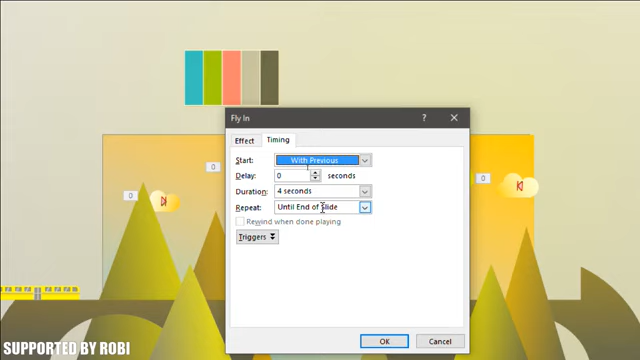 Fly In
?
Effect
Timing
Start:
With Previous
Delay:
0
seconds
0
0
Duration:
4 seconds
0
Repeat:
Until End of Slide
Rewind when done playing
Triggers
OK
Cancel
SUPPORTED BY ROBI